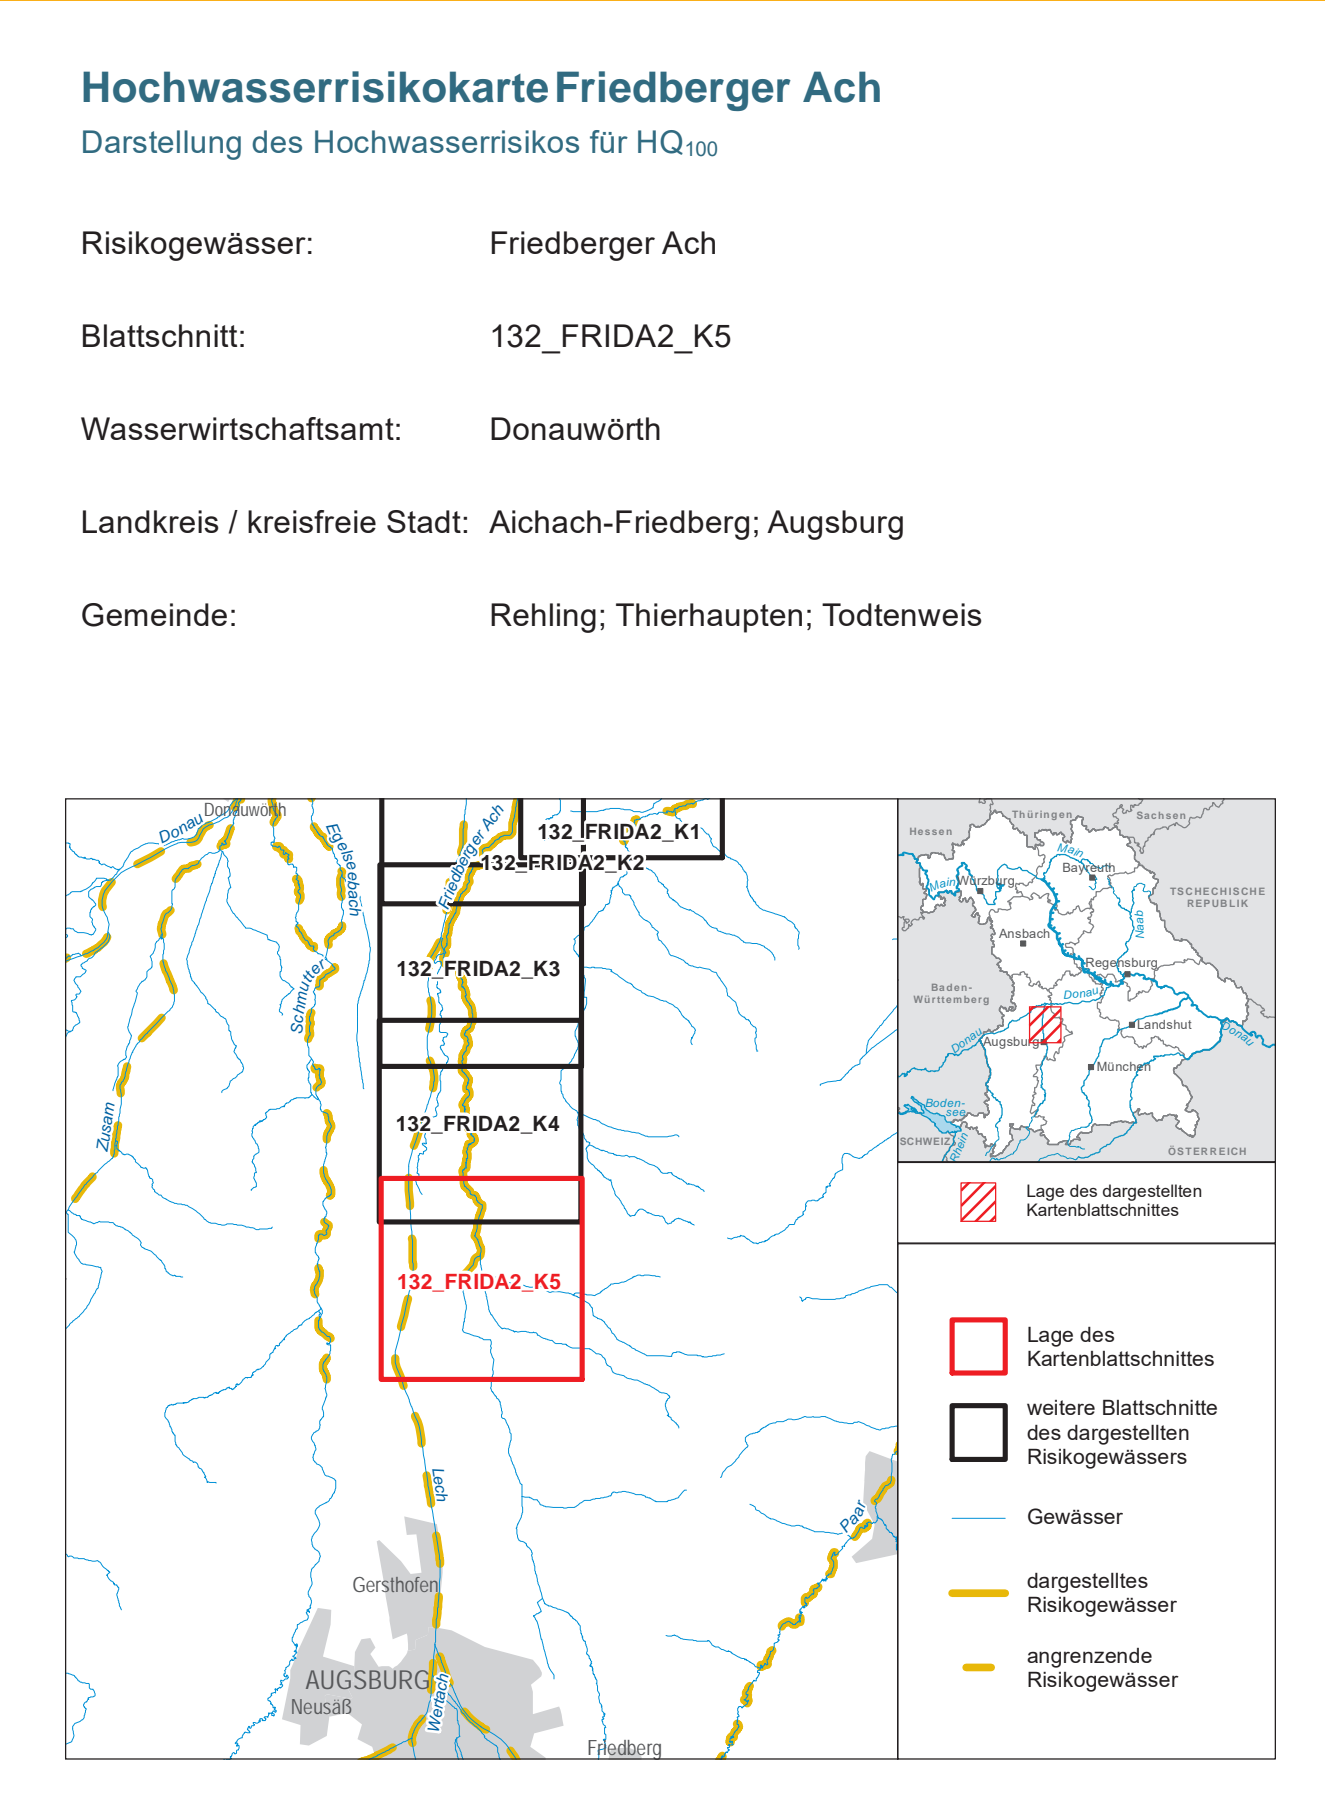 Hochwasserrisikokarte Friedberger Ach
Darstellung des Hochwasserrisikos für HQ100
Risikogewässer: Friedberger Ach
Blattschnitt: 132_FRIDA2_K5
Wasserwirtschaftsamt: Donauwörth
Landkreis / kreisfreie Stadt: Aichach-Friedberg; Augsburg
Gemeinde: Rehling; Thierhaupten; Todtenweis
Donauwörth
Donau
Egelseebach
Friedberger Ach
132_FRIDA2_K1
132_FRIDA2_K2
132_FRIDA2_K3
Schmutter
Zusam
132_FRIDA2_K4
132_FRIDA2_K5
Lech
Paar
Gersthofen
AUGSBURG
Neusäß
Wertach
Friedberg
Thüringen
Sachsen
Hessen
Main
Bayreuth
Main
Würzburg
TSCHECHISCHE
REPUBLIK
Naab
Ansbach
Regensburg
Baden-
Württemberg
Donau
Landshut
Donau
Donau
Augsburg
München
Boden-
see
SCHWEIZ
Rhein
ÖSTERREICH
Lage des dargestellten
Kartenblattschnittes
Lage des
Kartenblattschnittes
weitere Blattschnitte
des dargestellten
Risikogewässers
Gewässer
dargestelltes
Risikogewässer
angrenzende
Risikogewässer